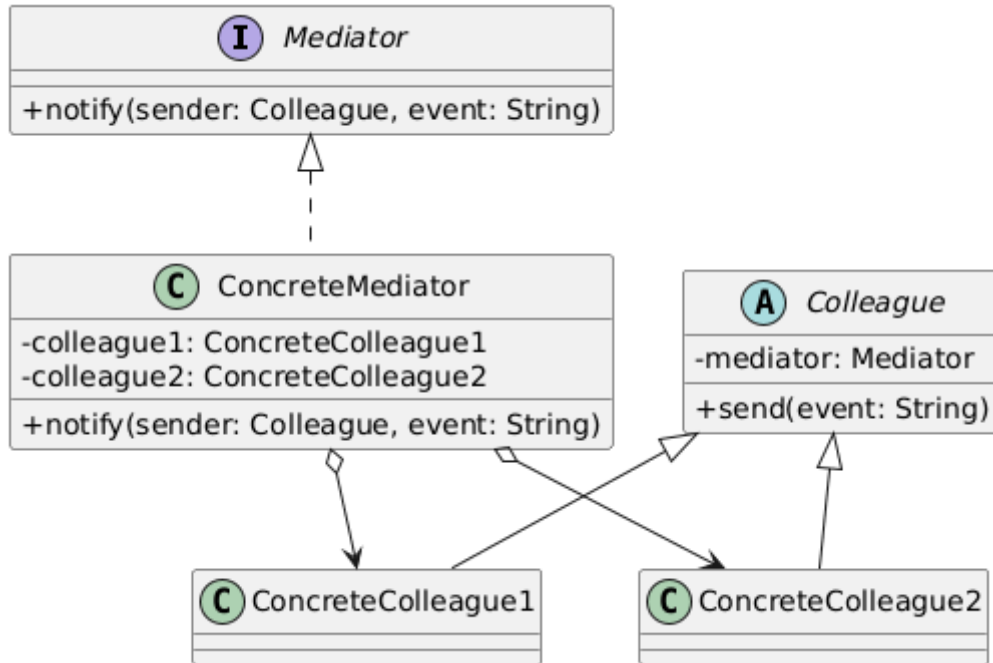 I Mediator
+notify(sender: Colleague, event: String)
C ConcreteMediator
-colleague1: ConcreteColleague1
-colleague2: ConcreteColleague2
+notify(sender: Colleague, event: String)
A Colleague
-mediator: Mediator
+send(event: String)
C ConcreteColleague1
C ConcreteColleague2